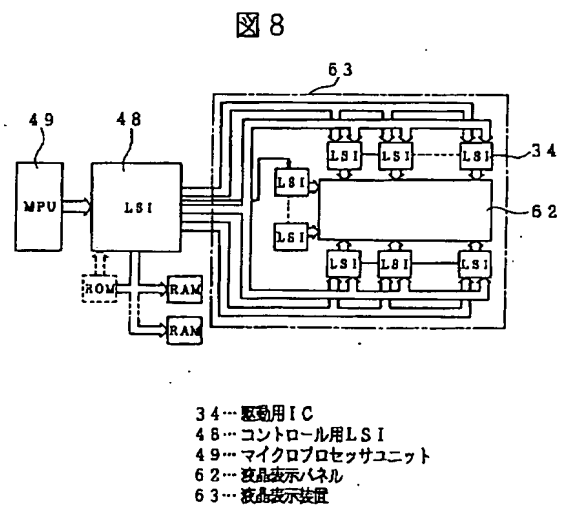 図8
63
49
48
MPU
LSI
LSI
LSI
LSI
34
LSI
LSI
62
LSI
LSI
LSI
ROM
RAM
RAM
34…駆動用IC
48…コントロール用LSI
49…マイクロプロセッサユニット
62…液晶表示パネル
63…液晶表示装置